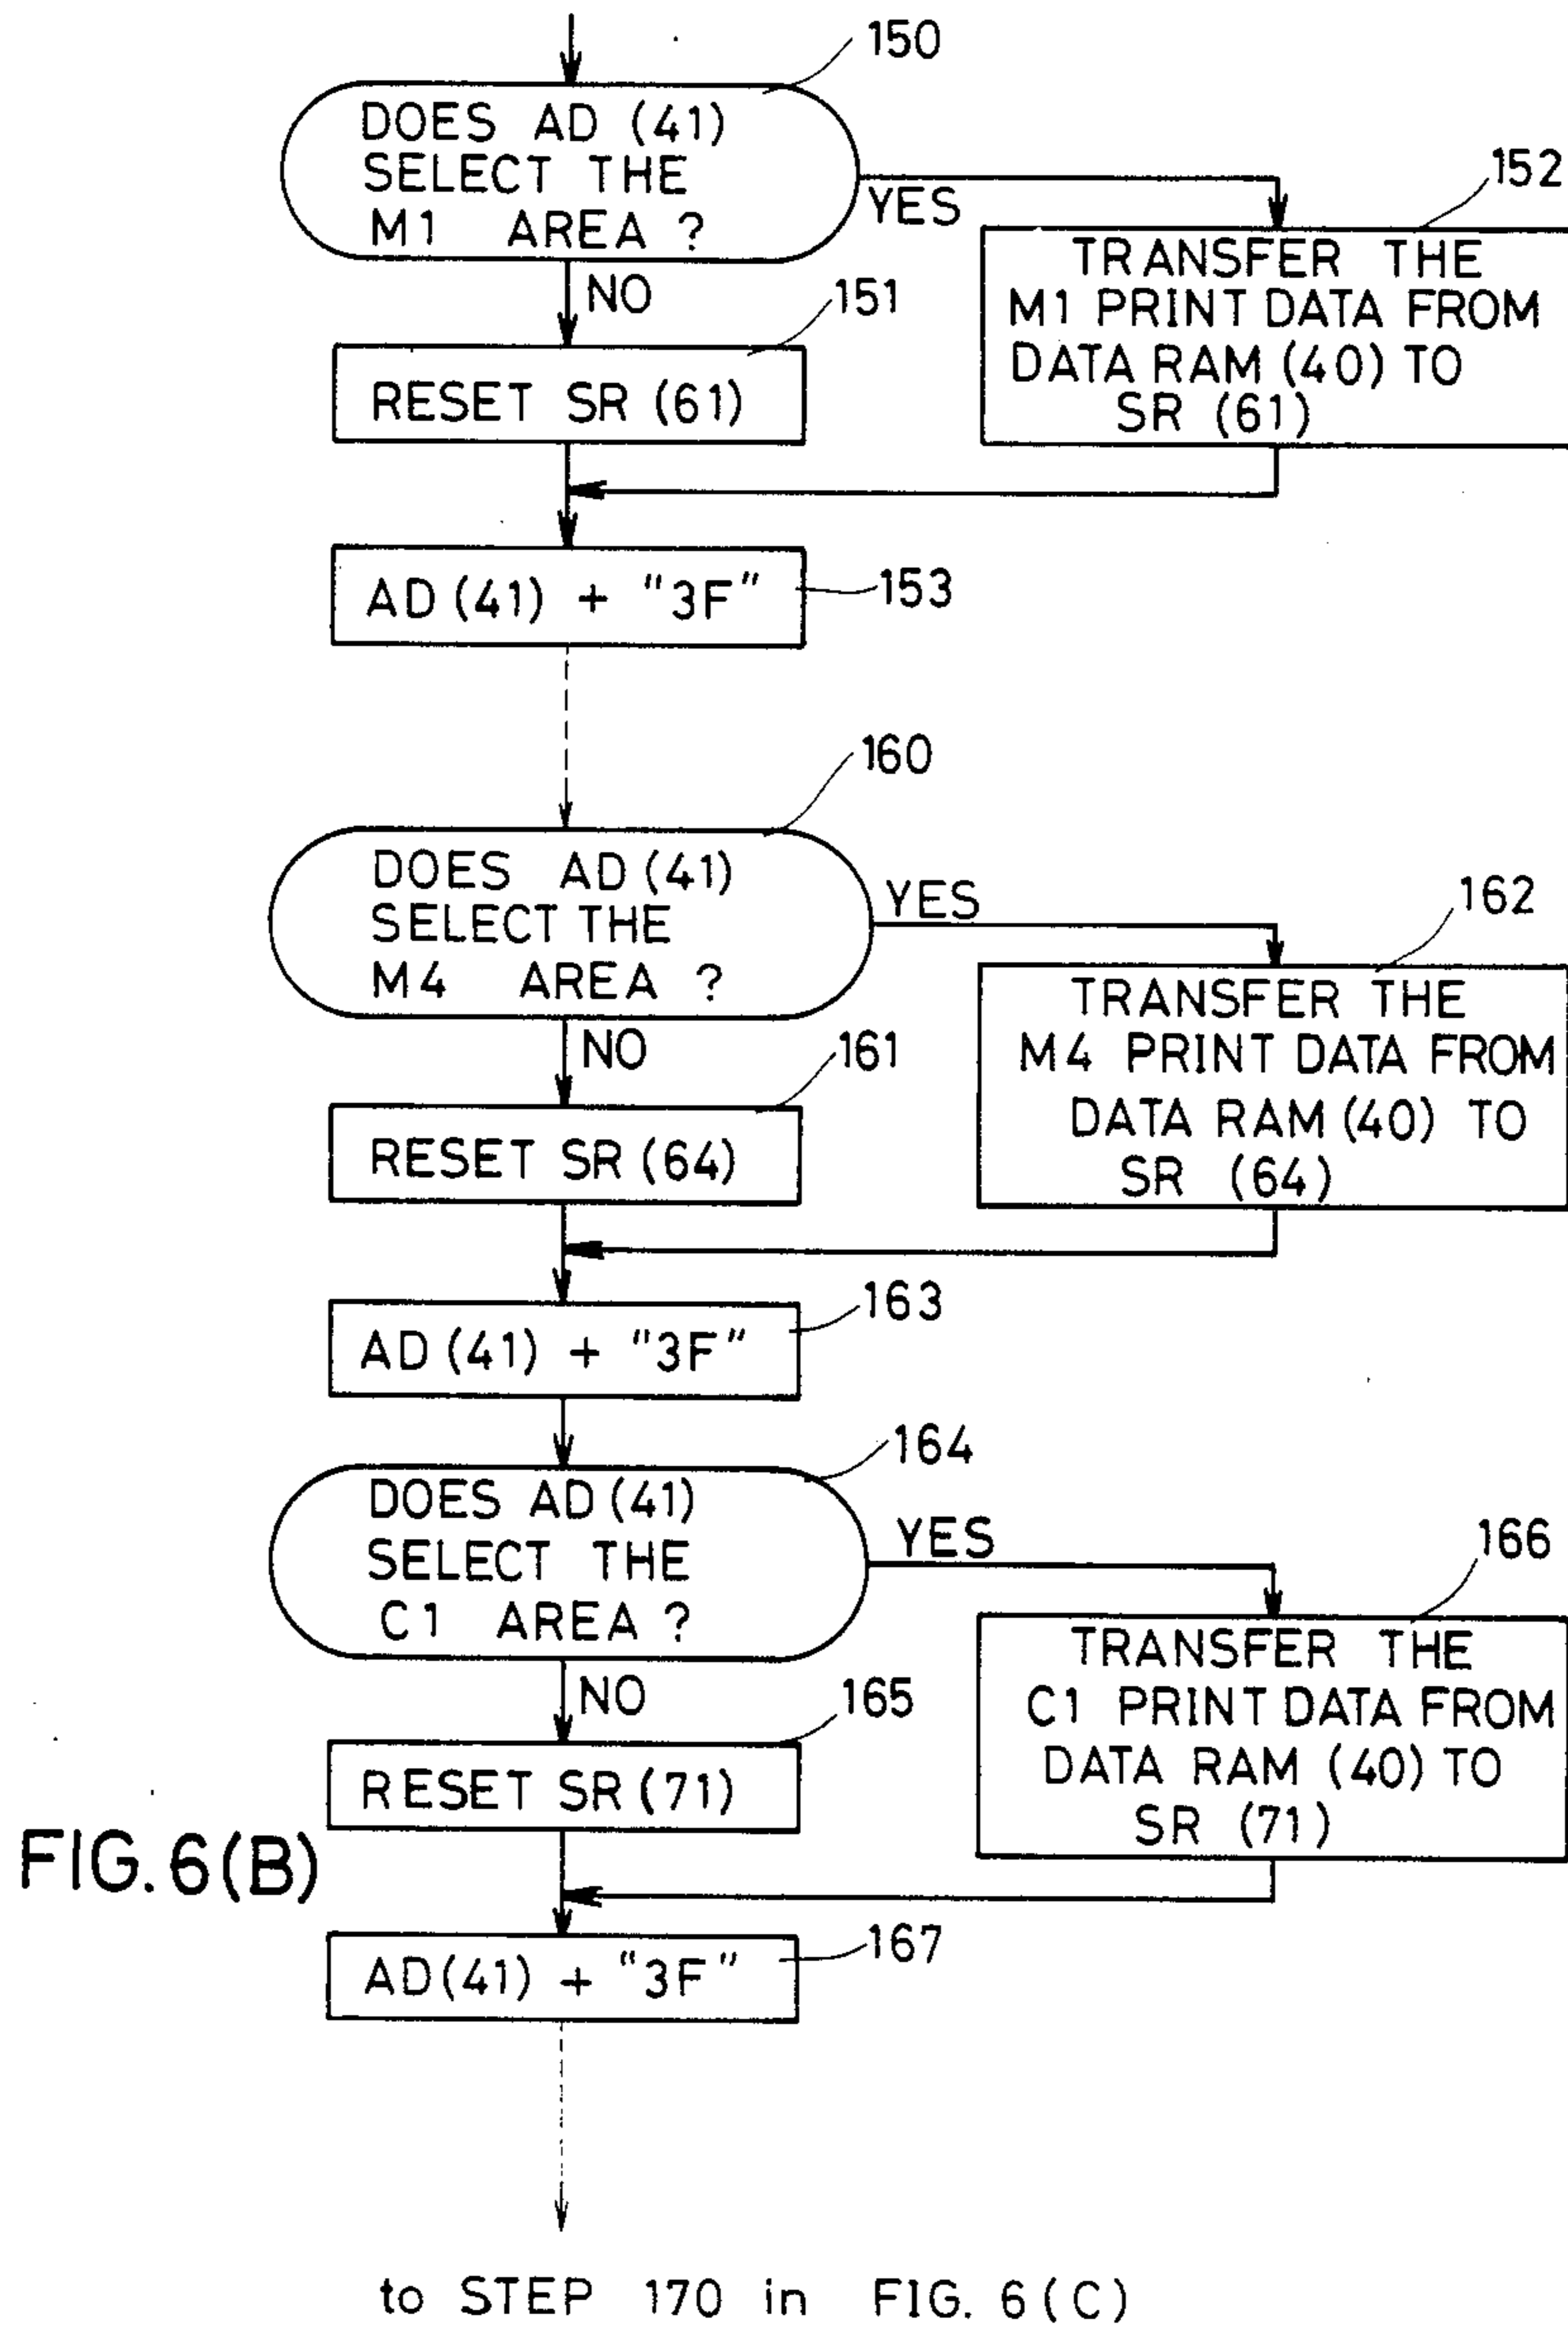 150
DOES AD (41)
SELECT THE
M1 AREA ?
YES
152
TRANSFER THE
M1 PRINT DATA FROM
DATA RAM (40) TO
SR (61)
NO
151
RESET SR (61)
AD (41) + "3F"
153
160
DOES AD (41)
SELECT THE
M4 AREA ?
YES
162
TRANSFER THE
M4 PRINT DATA FROM
DATA RAM (40) TO
SR (64)
NO
161
RESET SR (64)
163
AD (41) + "3F"
164
DOES AD (41)
SELECT THE
C1 AREA ?
YES
166
TRANSFER THE
C1 PRINT DATA FROM
DATA RAM (40) TO
SR (71)
NO
165
RESET SR (71)
FIG. 6(B)
167
AD (41) + "3F"
to STEP 170 in FIG. 6 (C)